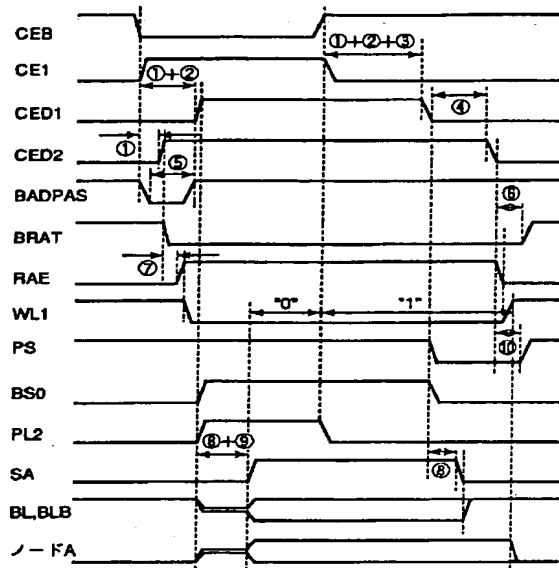 CEB
①+②+③
CE1
①+②
④
CED1
①
CED2
⑤
BADPAS
⑥
BRAT
⑦
RAE
"0"
"1"
WL1
⑩
PS
BS0
PL2
⑧+⑨
SA
⑧
BL,BLB
ノードA